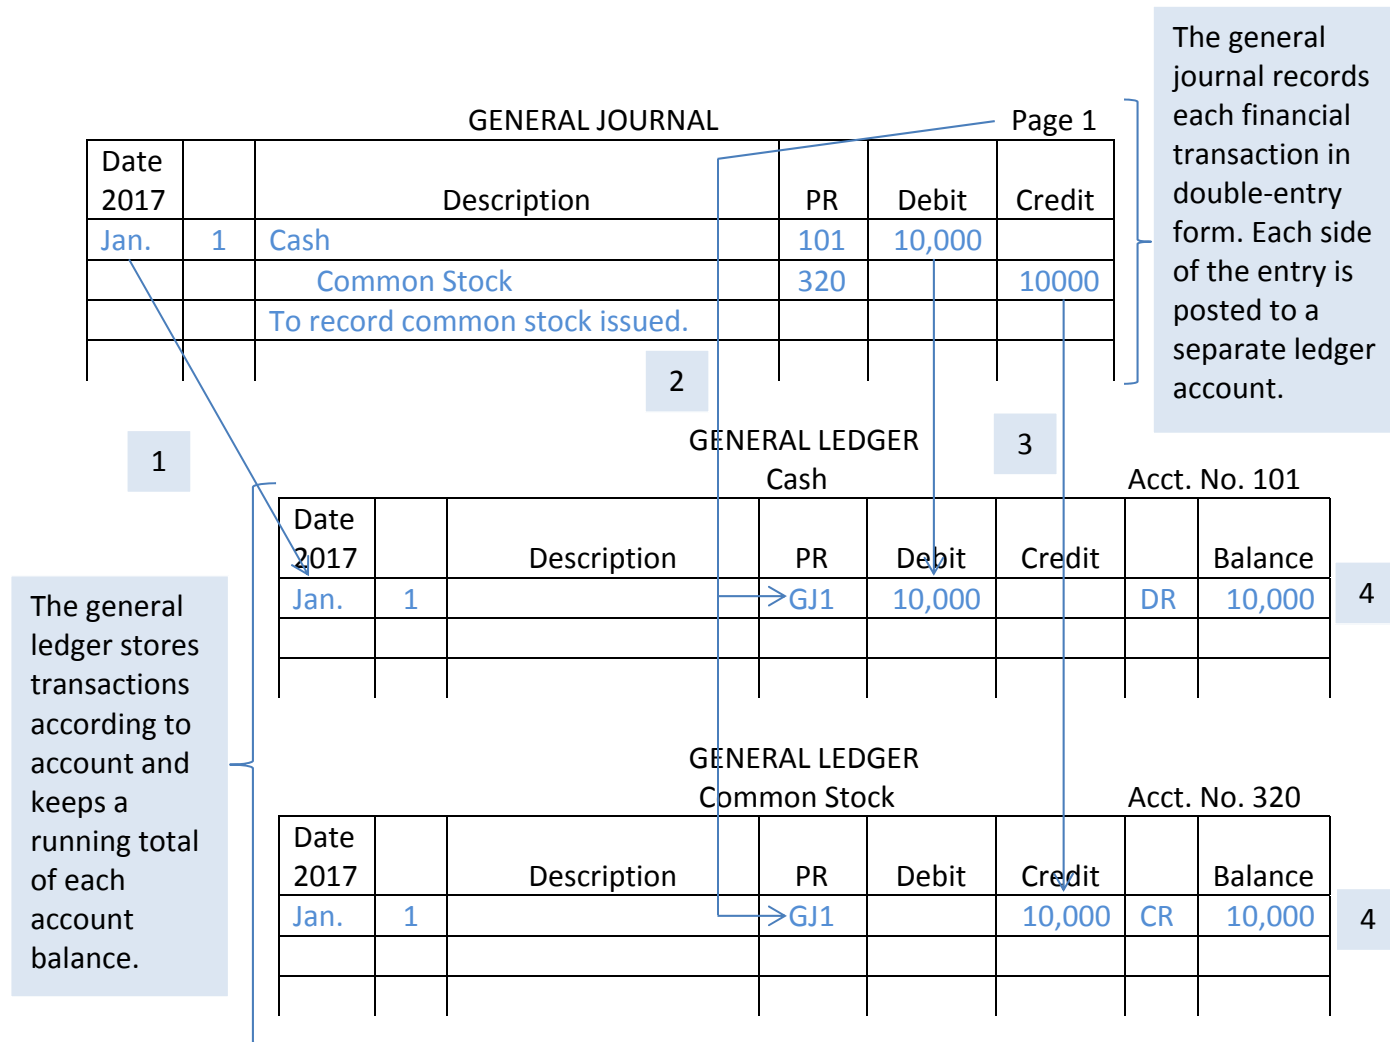 The general
journal records
each financial
transaction in
double-entry
form. Each side
of the entry is
posted to a
separate ledger
account.
GENERAL JOURNAL Page 1
Date
2017 Description PR Debit Credit
Jan. 1 Cash 101 10,000
Common Stock 320 10000
To record common stock issued.
2
1
3
GENERAL LEDGER
Cash Acct. No. 101
Date
2017 Description PR Debit Credit Balance
Jan. 1 GJ1 10,000 DR 10,000
4
The general
ledger stores
transactions
according to
account and
keeps a
running total
of each
account
balance.
GENERAL LEDGER
Common Stock Acct. No. 320
Date
2017 Description PR Debit Credit Balance
Jan. 1 GJ1 10,000 CR 10,000
4